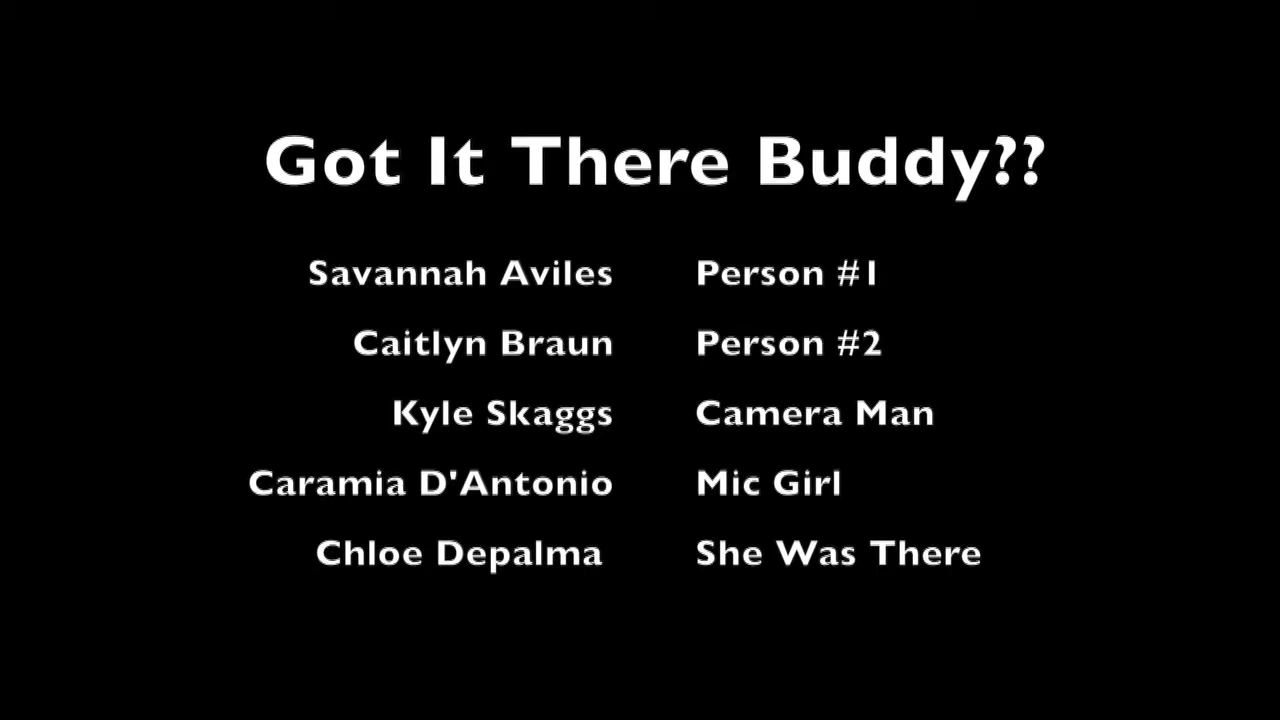 Got It There Buddy??
Savannah Aviles Person #1
Caitlyn Braun Person #2
Kyle Skaggs Camera Man
Caramia D'Antonio Mic Girl
Chloe Depalma She Was There